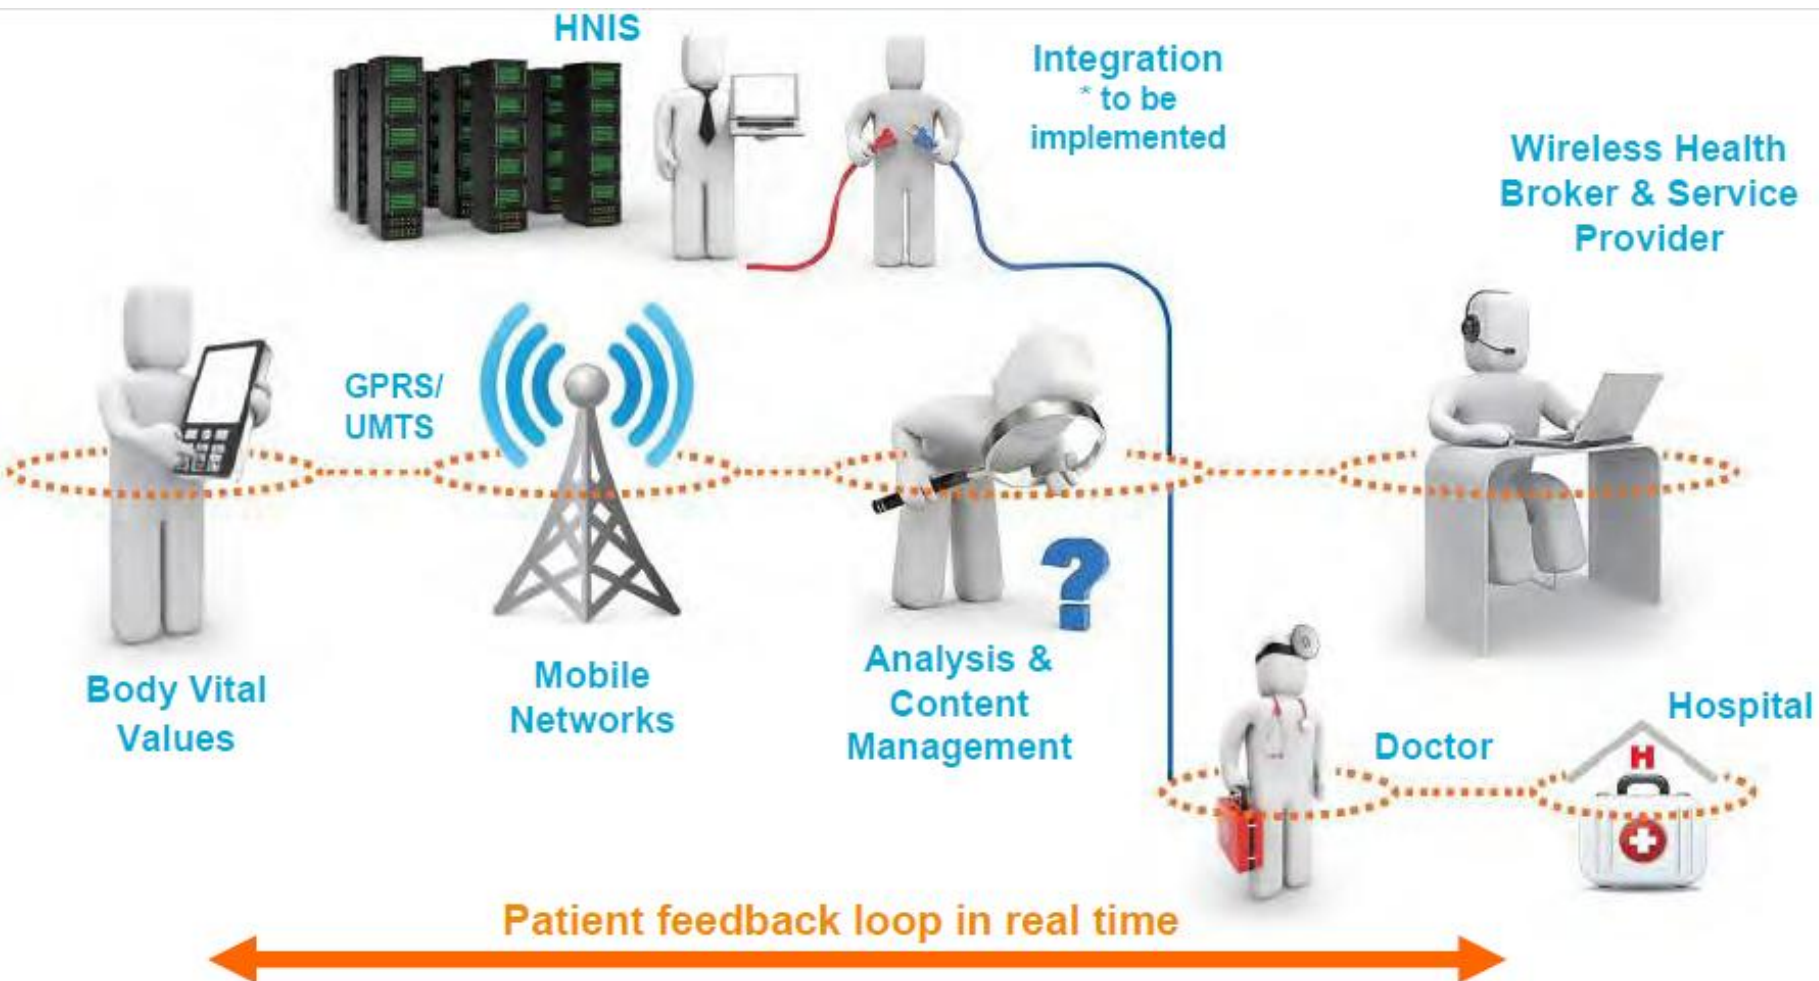 HNIS
Integration
* to be
implemented
Wireless Health
Broker & Service
Provider
GPRS/
UMTS
Body Vital
Values
Mobile
Networks
Analysis &
Content
Management
?
Doctor
Hospital
H
Patient feedback loop in real time